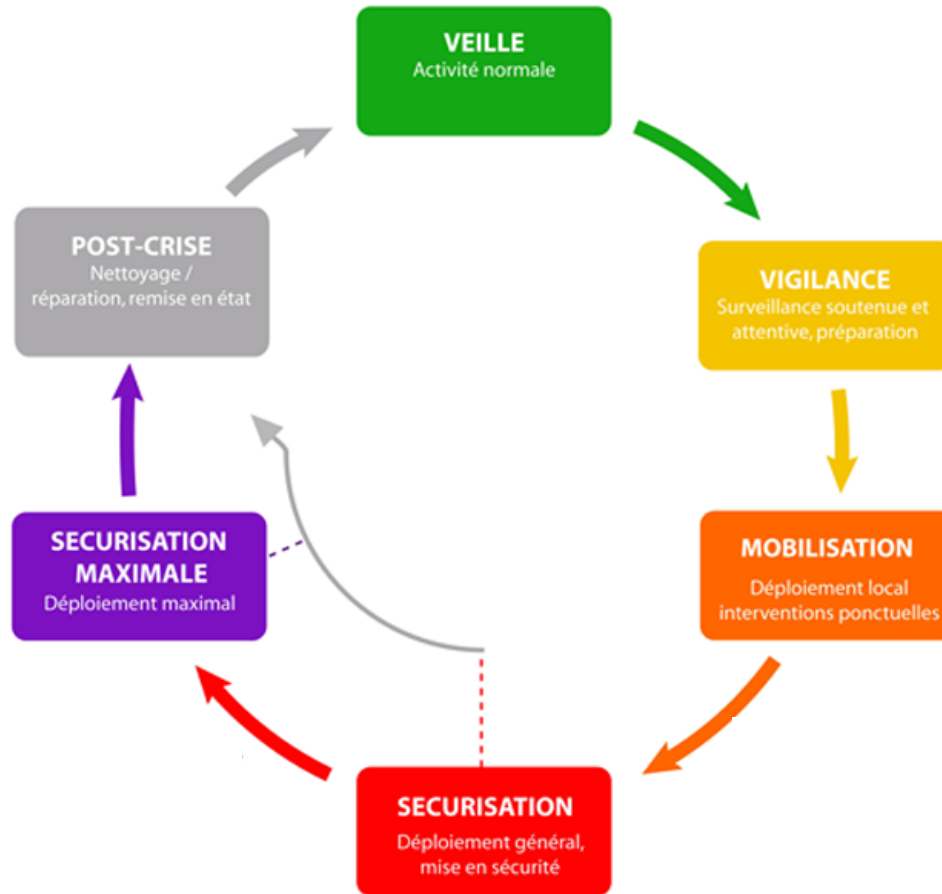 VEILLE
Activité normale
VIGILANCE
Surveillance soutenue et
attentive, préparation
MOBILISATION
Déploiement local
interventions ponctuelles
SECURISATION
Déploiement général,
mise en sécurité
SECURISATION
MAXIMALE
Déploiement maximal
POST-CRISE
Nettoyage /
réparation, remise en état